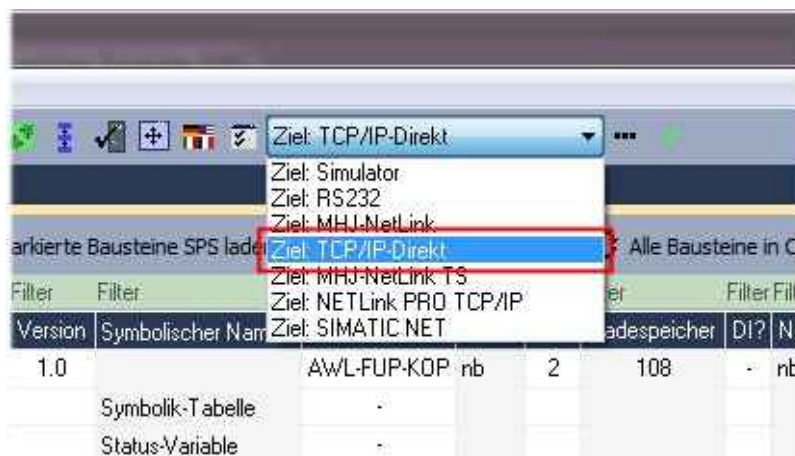 Ziel: TCP/IP-Direkt
Ziel: Simulator
Ziel: RS232
Ziel: MHJ-NetLink
Ziel: TCP/IP-Direkt
Ziel: MHJ-NetLink TS
Ziel: NETLink PRO TCP/IP
Ziel: SIMATIC NET
arkierte Bausteine SPS lade Alle Bausteine in
Filter Filter er Filter Fil
Version Symbolischer Nam adespeicher DI? N
1.0 AWL-FUP-KOP nb 2 108 - nb
Symbolik-Tabelle -
Status-Variable -